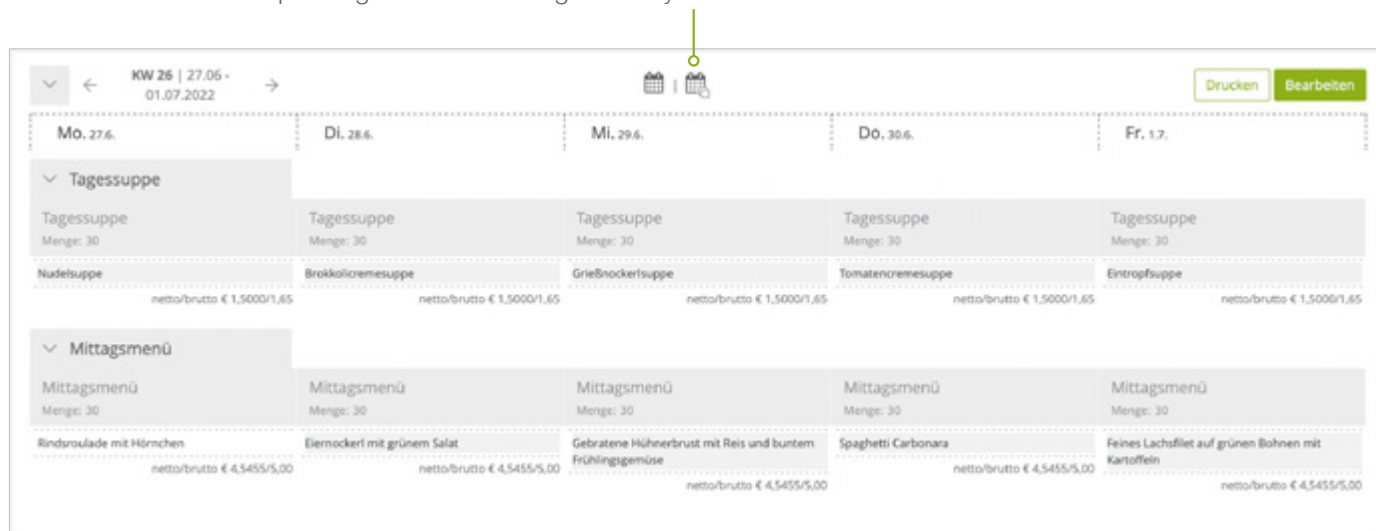 KW 26 | 27.06 -
01.07.2022
Drucken
Bearbeiten
Mo. 27.6.
Di. 28.6.
Mi. 29.6.
Do. 30.6.
Fr. 1.7.
Tagessuppe
Tagessuppe
Menge: 30
Tagessuppe
Menge: 30
Tagessuppe
Menge: 30
Tagessuppe
Menge: 30
Tagessuppe
Menge: 30
Nudelsuppe
Brokkolicremesuppe
Grießnockerlsuppe
Tomatencremesuppe
Eintropfsuppe
netto/brutto € 1,5000/1,65
netto/brutto € 1,5000/1,65
netto/brutto € 1,5000/1,65
netto/brutto € 1,5000/1,65
netto/brutto € 1,5000/1,65
Mittagsmenü
Mittagsmenü
Menge: 30
Mittagsmenü
Menge: 30
Mittagsmenü
Menge: 30
Mittagsmenü
Menge: 30
Mittagsmenü
Menge: 30
Rindsroulade mit Hörnchen
netto/brutto € 4,5455/5,00
Eiernockerl mit grünem Salat
netto/brutto € 4,5455/5,00
Gebratene Hühnerbrust mit Reis und buntem
Frühlingsgemüse
netto/brutto € 4,5455/5,00
Spaghetti Carbonara
netto/brutto € 4,5455/5,00
Feines Lachsfilet auf grünen Bohnen mit
Kartoffeln
netto/brutto € 4,5455/5,00